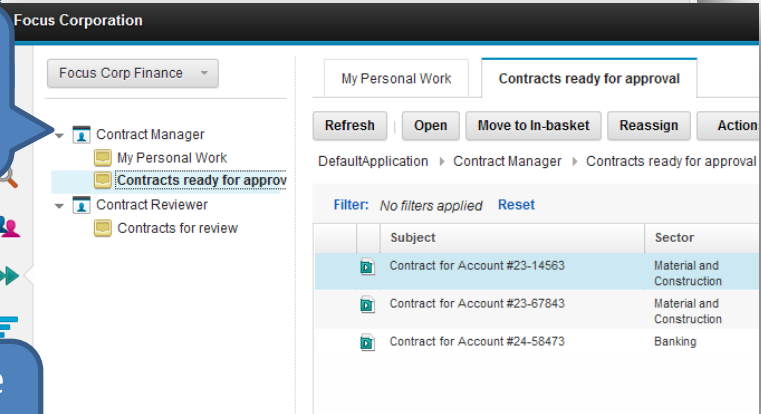 Focus Corporation
Focus Corp Finance
My Personal Work
Contracts ready for approval
Contract Manager
My Personal Work
Contracts ready for approv
Contract Reviewer
Contracts for review
Refresh | Open Move to In-basket Reassign Action
DefaultApplication Contract Manager Contracts ready for approval
Filter: No filters applied Reset
Subject Sector
Contract for Account #23-14563 Material and
Construction
Contract for Account #23-67843 Material and
Construction
Contract for Account #24-58473 Banking